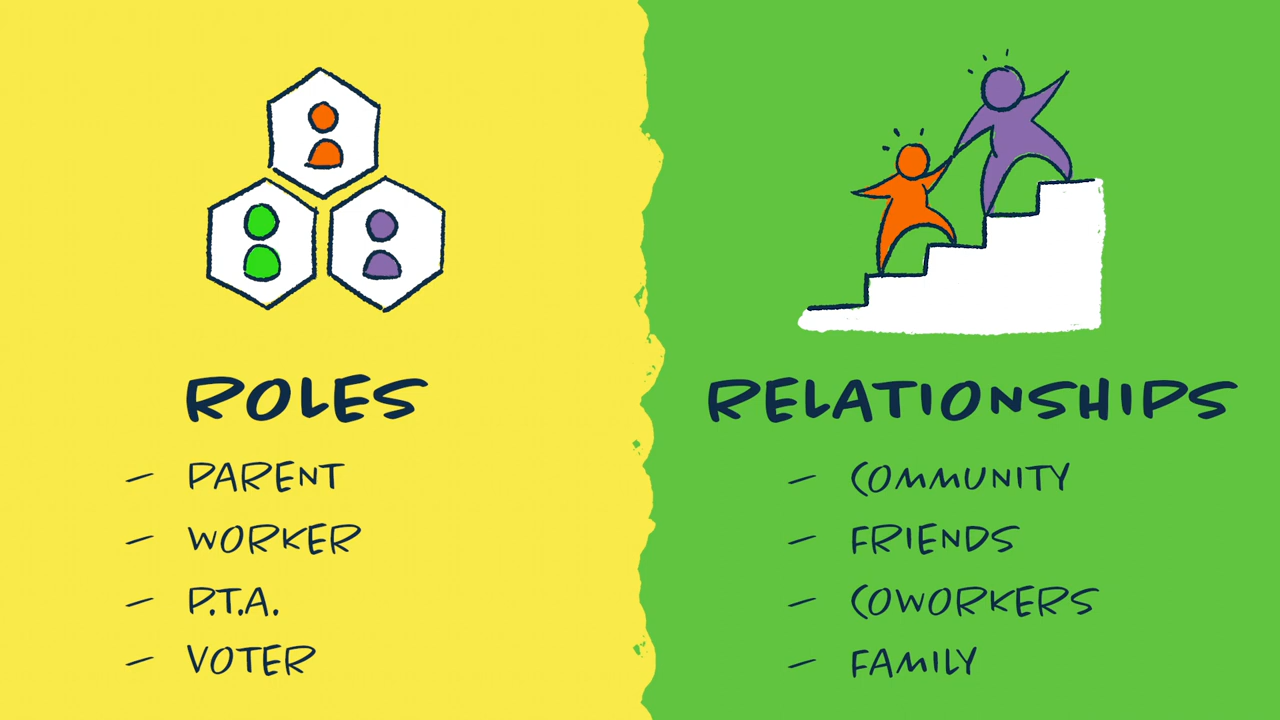 ROLES
– PARENT
– WORKER
– P.T.A.
– VOTER
RELATIONSHIPS
– COMMUNITY
– FRIENDS
– COWORKERS
– FAMILY